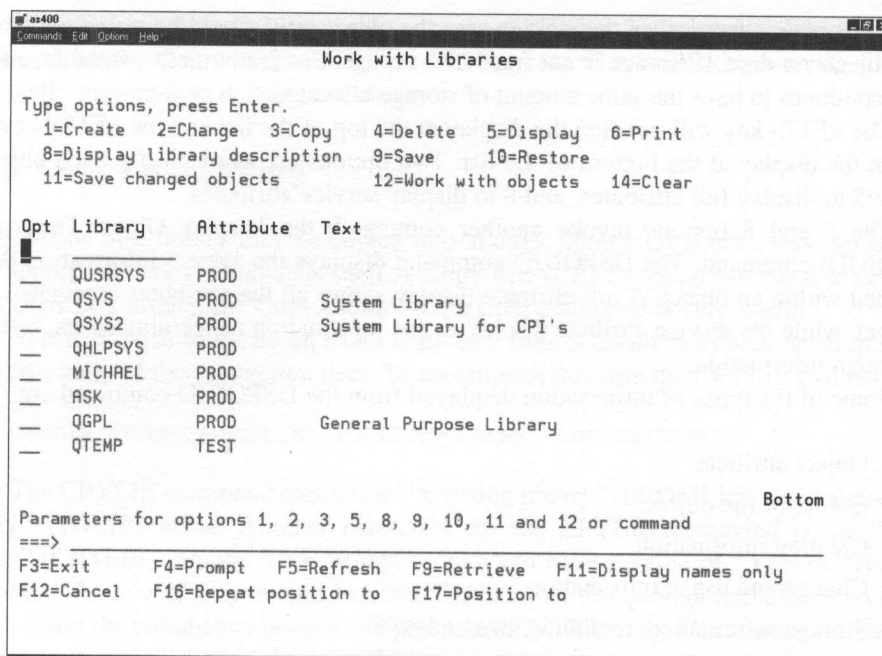 as400
Commands Edit Options Help
Work with Libraries
Type options, press Enter.
1=Create 2=Change 3=Copy 4=Delete 5=Display 6=Print
8=Display library description 9=Save 10=Restore
11=Save changed objects 12=Work with objects 14=Clear
Opt Library Attribute Text
QUSRSYS PROD
QSYS PROD System Library
QSYS2 PROD System Library for CPI's
QHLPSYS PROD
MICHAEL PROD
ASK PROD
QGPL PROD General Purpose Library
QTEMP TEST
Bottom
Parameters for options 1, 2, 3, 5, 8, 9, 10, 11 and 12 or command
===>
F3=Exit F4=Prompt F5=Refresh F9=Retrieve F11=Display names only
F12=Cancel F16=Repeat position to F17=Position to